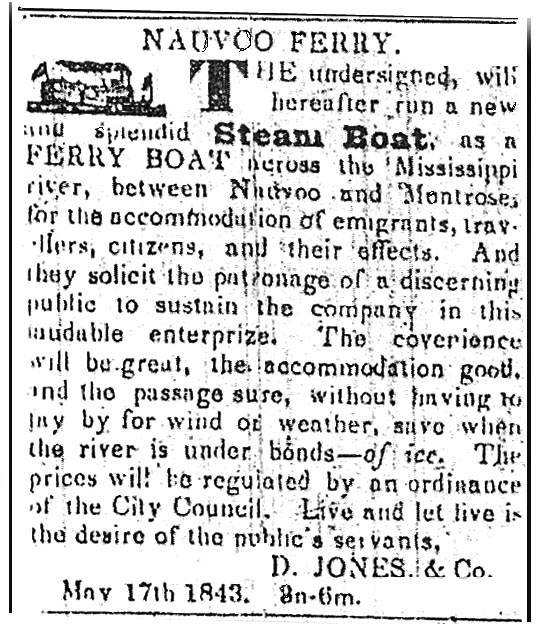 NAUVOO FERRY.
THE undersigned, will
hereafter run a new
and splendid Steam Boat, as a
FERRY BOAT across the Mississippi
river, between Nauvoo and Montrose,
for the accommodation of emigrants, trav-
ellers, citizens, and their effects. And
they solicit the patronage of a discerning
public to sustain the company in this
laudable enterprize. The coverience
will be great, the accommodation good,
and the passage sure, without having to
lay by for wind or weather, save when
the river is under bonds—of ice. The
prices will be regulated by an ordinance
of the City Council. Live and let live is
the desire of the public's servants,
D. JONES. & Co.
May 17th 1843. 3n-6m.